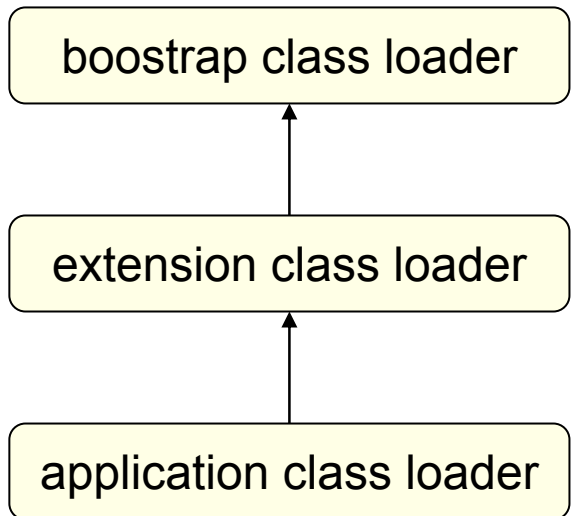 boostrap class loader
extension class loader
application class loader